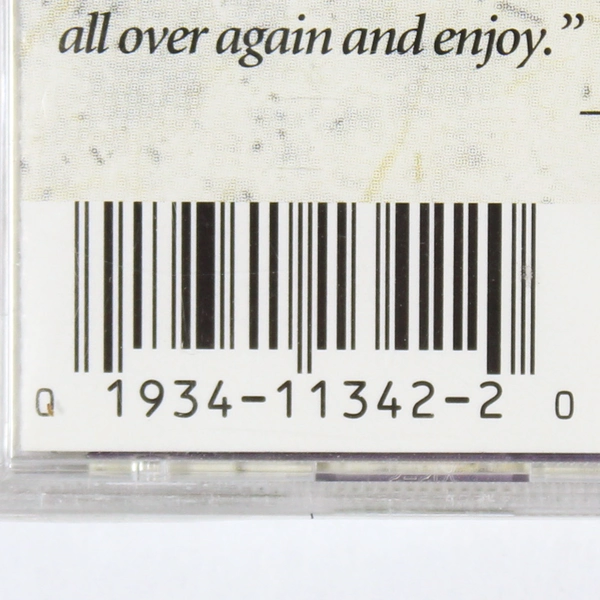 all over again and enjoy.”
0 1934-11342-2 0